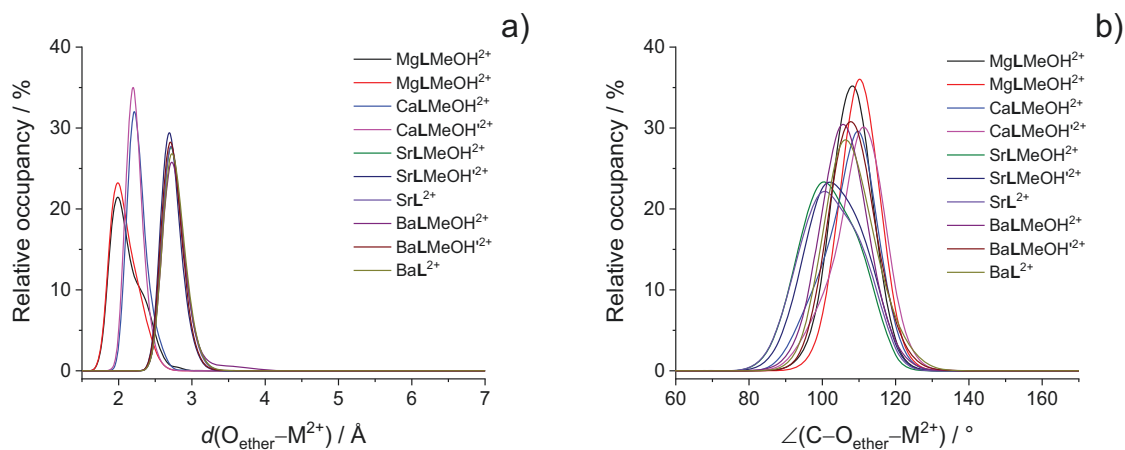 a)
Relative occupancy / %
40
30
20
10
0
2
3
4
5
6
7
d(O_ether–M²⁺) / Å
MgLMeOH²⁺
MgLMeOH²⁺
CaLMeOH²⁺
CaLMeOH'²⁺
SrLMeOH²⁺
SrLMeOH'²⁺
SrL²⁺
BaLMeOH²⁺
BaLMeOH'²⁺
BaL²⁺
b)
Relative occupancy / %
40
30
20
10
0
60
80
100
120
140
160
∠(C–O_ether–M²⁺) / °
MgLMeOH²⁺
MgLMeOH²⁺
CaLMeOH²⁺
CaLMeOH'²⁺
SrLMeOH²⁺
SrLMeOH'²⁺
SrL²⁺
BaLMeOH²⁺
BaLMeOH'²⁺
BaL²⁺